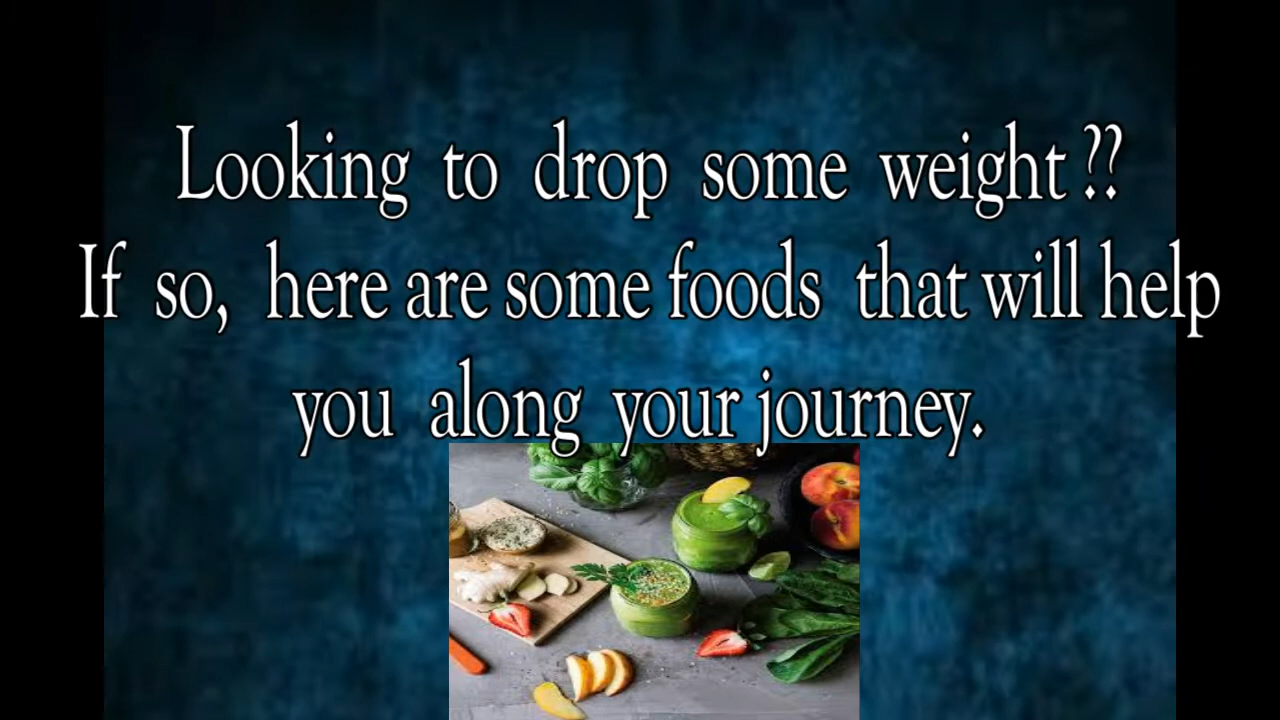 Looking to drop some weight ??
If so, here are some foods that will help
you along your journey.